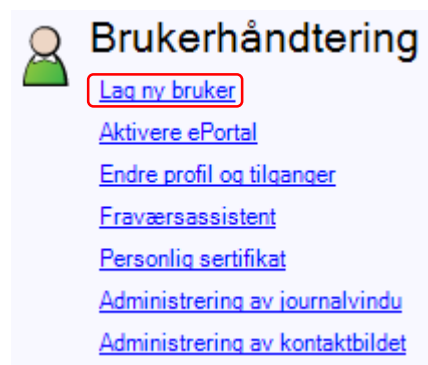 Brukerhåndtering
Lag ny bruker
Aktivere ePortal
Endre profil og tilganger
Fraværsassistent
Personlig sertifikat
Administrering av journalvindu
Administrering av kontaktbildet